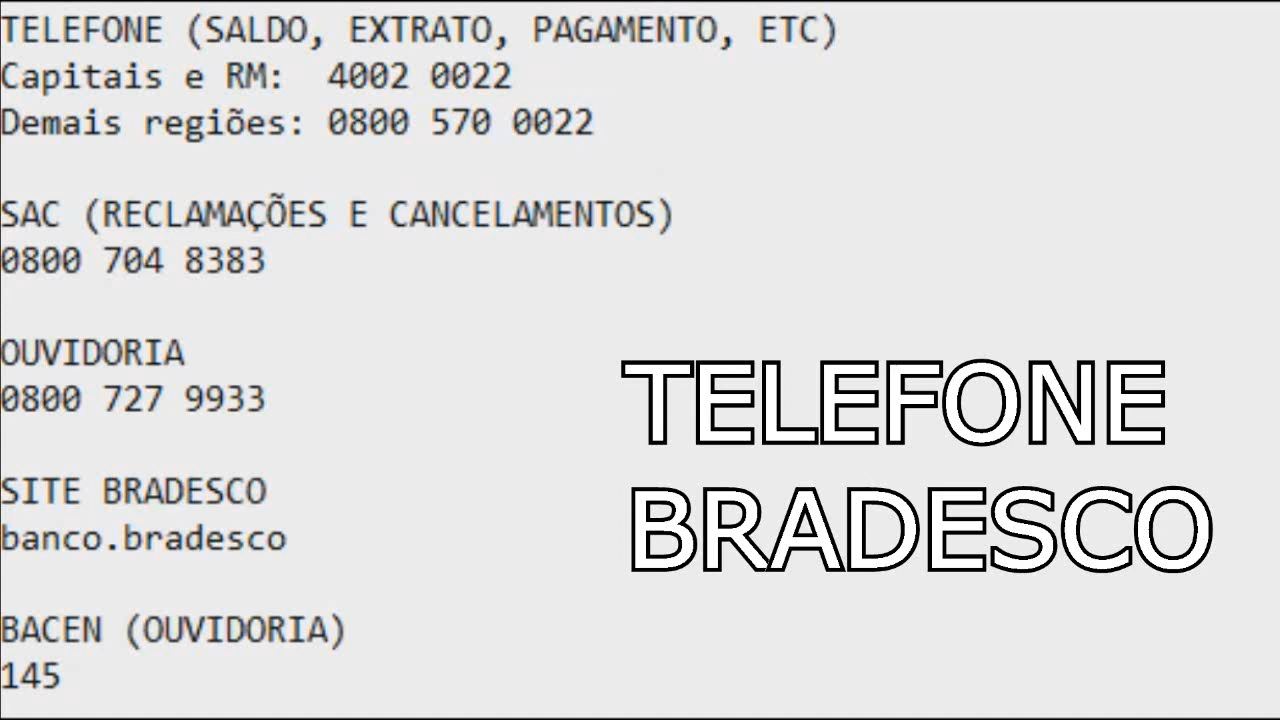 TELEFONE (SALDO, EXTRATO, PAGAMENTO, ETC)
Capitais e RM:  4002 0022
Demais regiões: 0800 570 0022
SAC (RECLAMAÇÕES E CANCELAMENTOS)
0800 704 8383
OUVIDORIA
0800 727 9933
SITE BRADESCO
banco.bradesco
BACEN (OUVIDORIA)
145
TELEFONE
BRADESCO